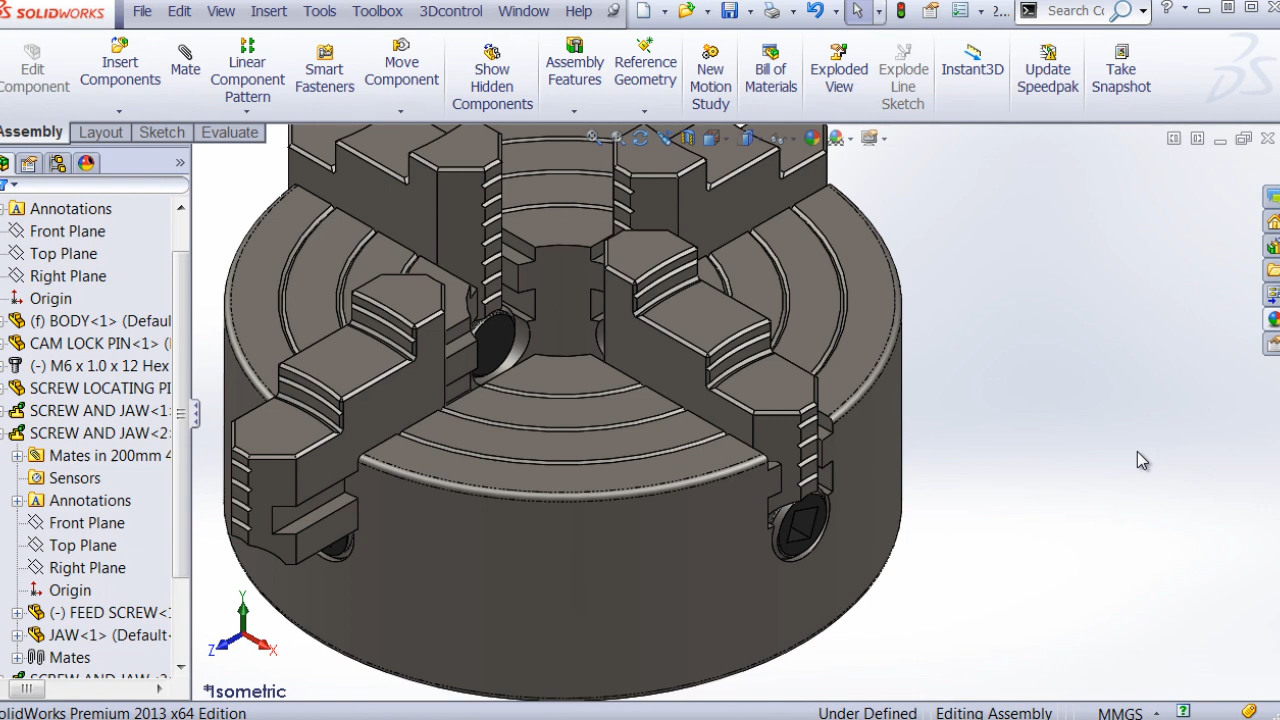 SOLIDWORKS File Edit View Insert Tools Toolbox 3Dcontrol Window Help 2... Search Co
Edit Component
Insert Components
Mate
Linear Component Pattern
Smart Fasteners
Move Component
Show Hidden Components
Assembly Features
Reference Geometry
New Motion Study
Bill of Materials
Exploded View
Explode Line Sketch
Instant3D
Update Speedpak
Take Snapshot
Assembly Layout Sketch Evaluate
Annotations
Front Plane
Top Plane
Right Plane
Origin
(f) BODY<1> (Defaul
CAM LOCK PIN<1> (
(-) M6 x 1.0 x 12 Hex
SCREW LOCATING PI
SCREW AND JAW<1
SCREW AND JAW<2
Mates in 200mm 4
Sensors
Annotations
Front Plane
Top Plane
Right Plane
Origin
(-) FEED SCREW<1
JAW<1> (Default
Mates
Y
Z
X
*Isometric
olidWorks Premium 2013 x64 Edition Under Defined Editing Assembly MMGS